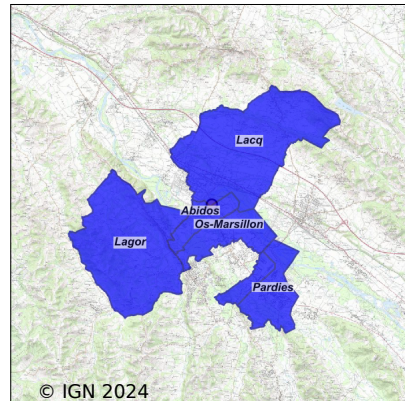 Lacq
Abidos
Os-Marsillon
Lagor
Pardies
© IGN 2024